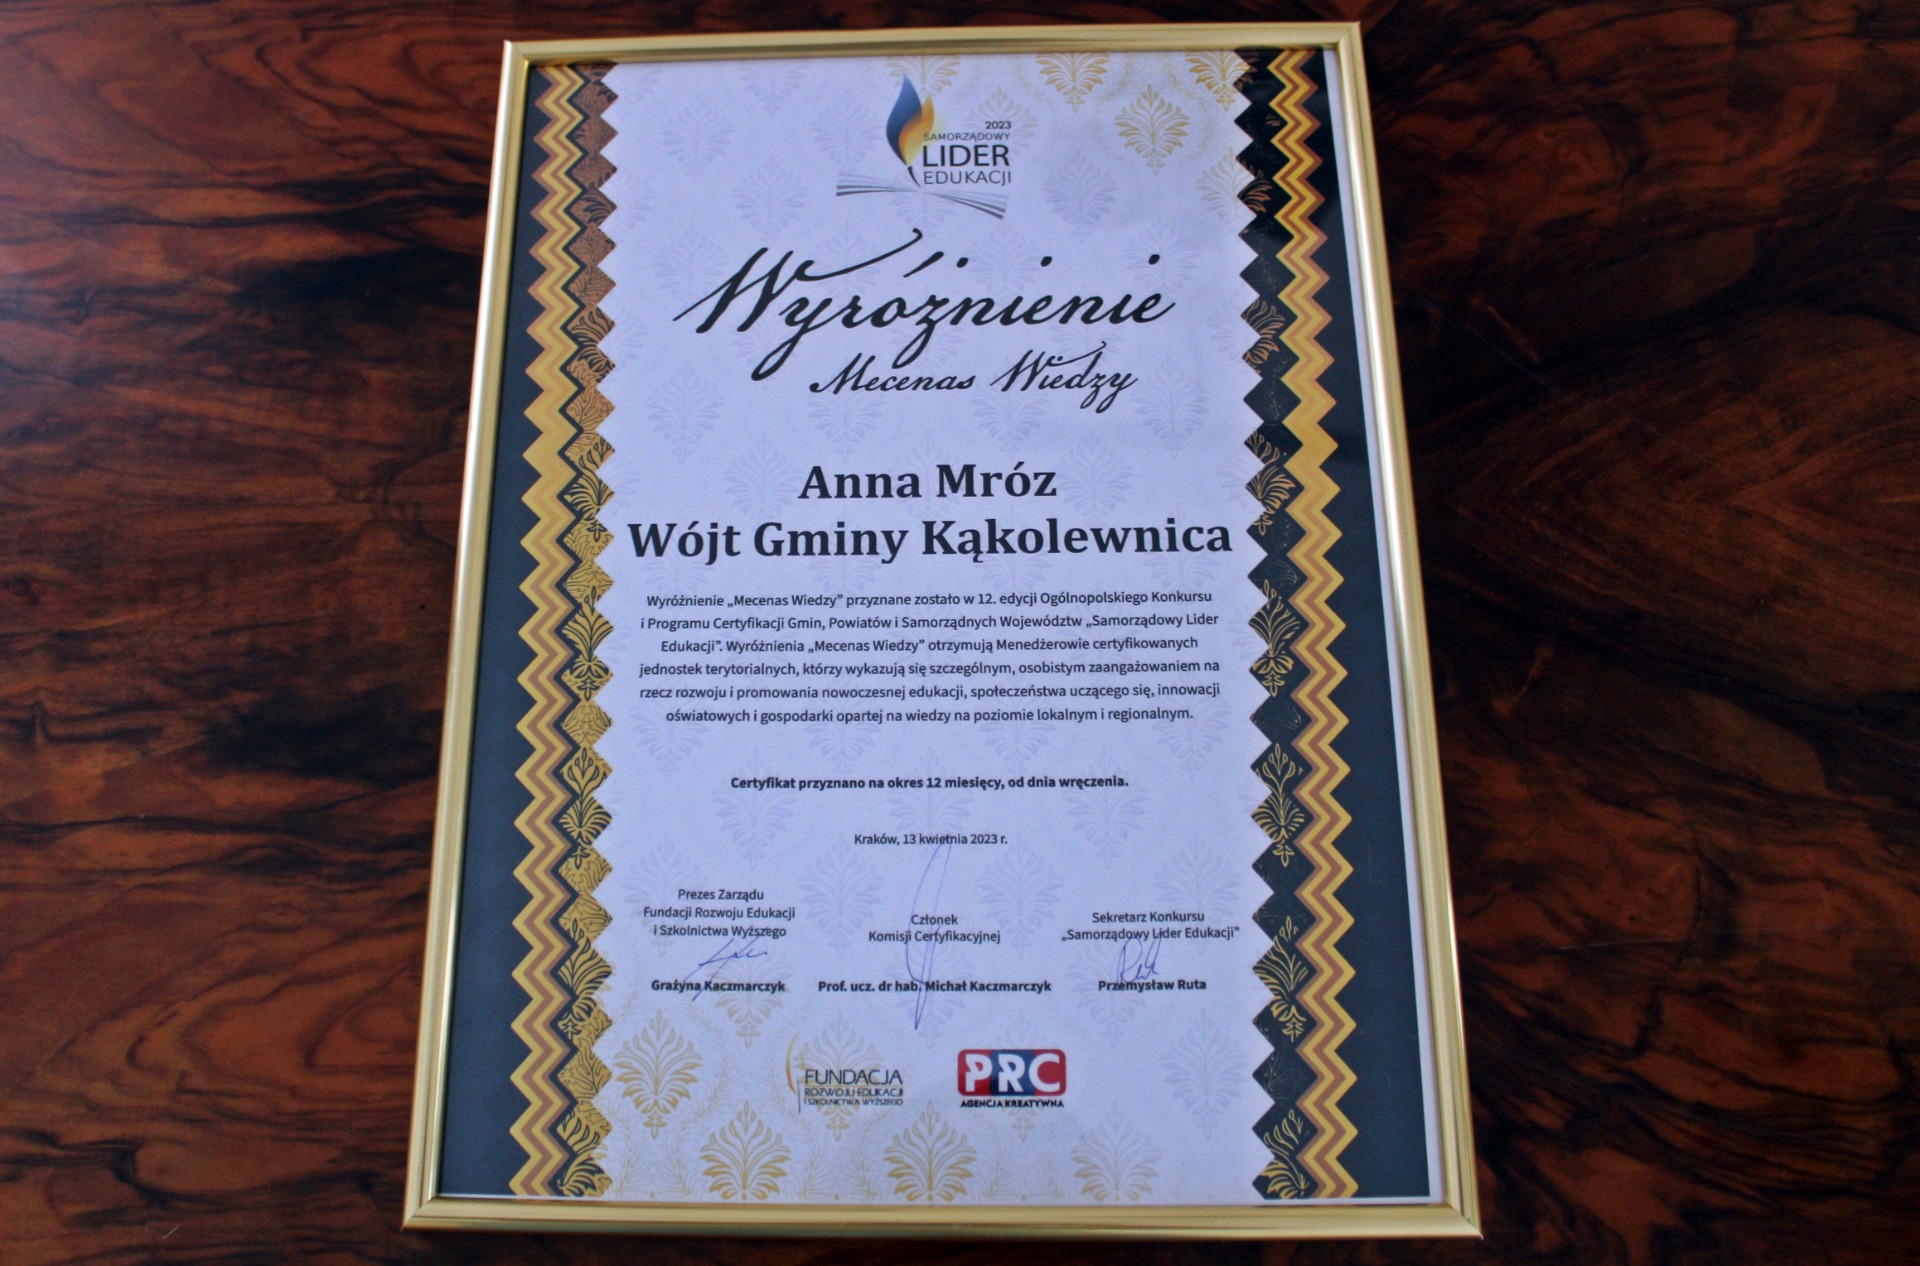 2023
SAMORZĄDOWY
LIDER
EDUKACJI
Wyróżnienie
Mecenas Wiedzy
Anna Mróz
Wójt Gminy Kąkolewnica
Wyróżnienie „Mecenas Wiedzy” przyznane zostało w 12. edycji Ogólnopolskiego Konkursu
i Programu Certyfikacji Gmin, Powiatów i Samorządnych Województw „Samorządowy Lider
Edukacji”. Wyróżnienia „Mecenas Wiedzy” otrzymują Menedżerowie certyfikowanych
jednostek terytorialnych, którzy wykazują się szczególnym, osobistym zaangażowaniem na
rzecz rozwoju i promowania nowoczesnej edukacji, społeczeństwa uczącego się, innowacji
oświatowych i gospodarki opartej na wiedzy na poziomie lokalnym i regionalnym.
Certyfikat przyznano na okres 12 miesięcy, od dnia wręczenia.
Kraków, 13 kwietnia 2023 r.
Prezes Zarządu
Fundacji Rozwoju Edukacji
i Szkolnictwa Wyższego
Grażyna Kaczmarczyk
Członek
Komisji Certyfikacyjnej
Prof. ucz. dr hab. Michał Kaczmarczyk
Sekretarz Konkursu
„Samorządowy Lider Edukacji”
Przemysław Ruta
FUNDACJA
ROZWOJU EDUKACJI
I SZKOLNICTWA WYŻSZEGO
PRC
AGENCJA KREATYWNA